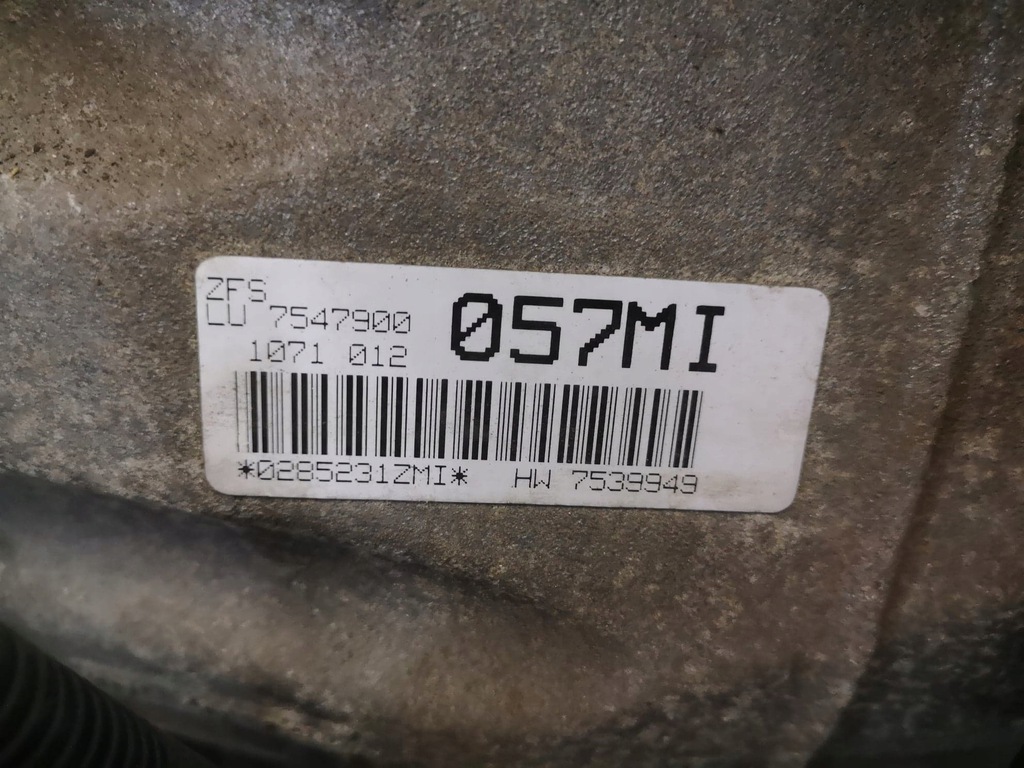 ZFS
LU 7547900
1071 012
057MI
*0285231ZMI* HW 7539949